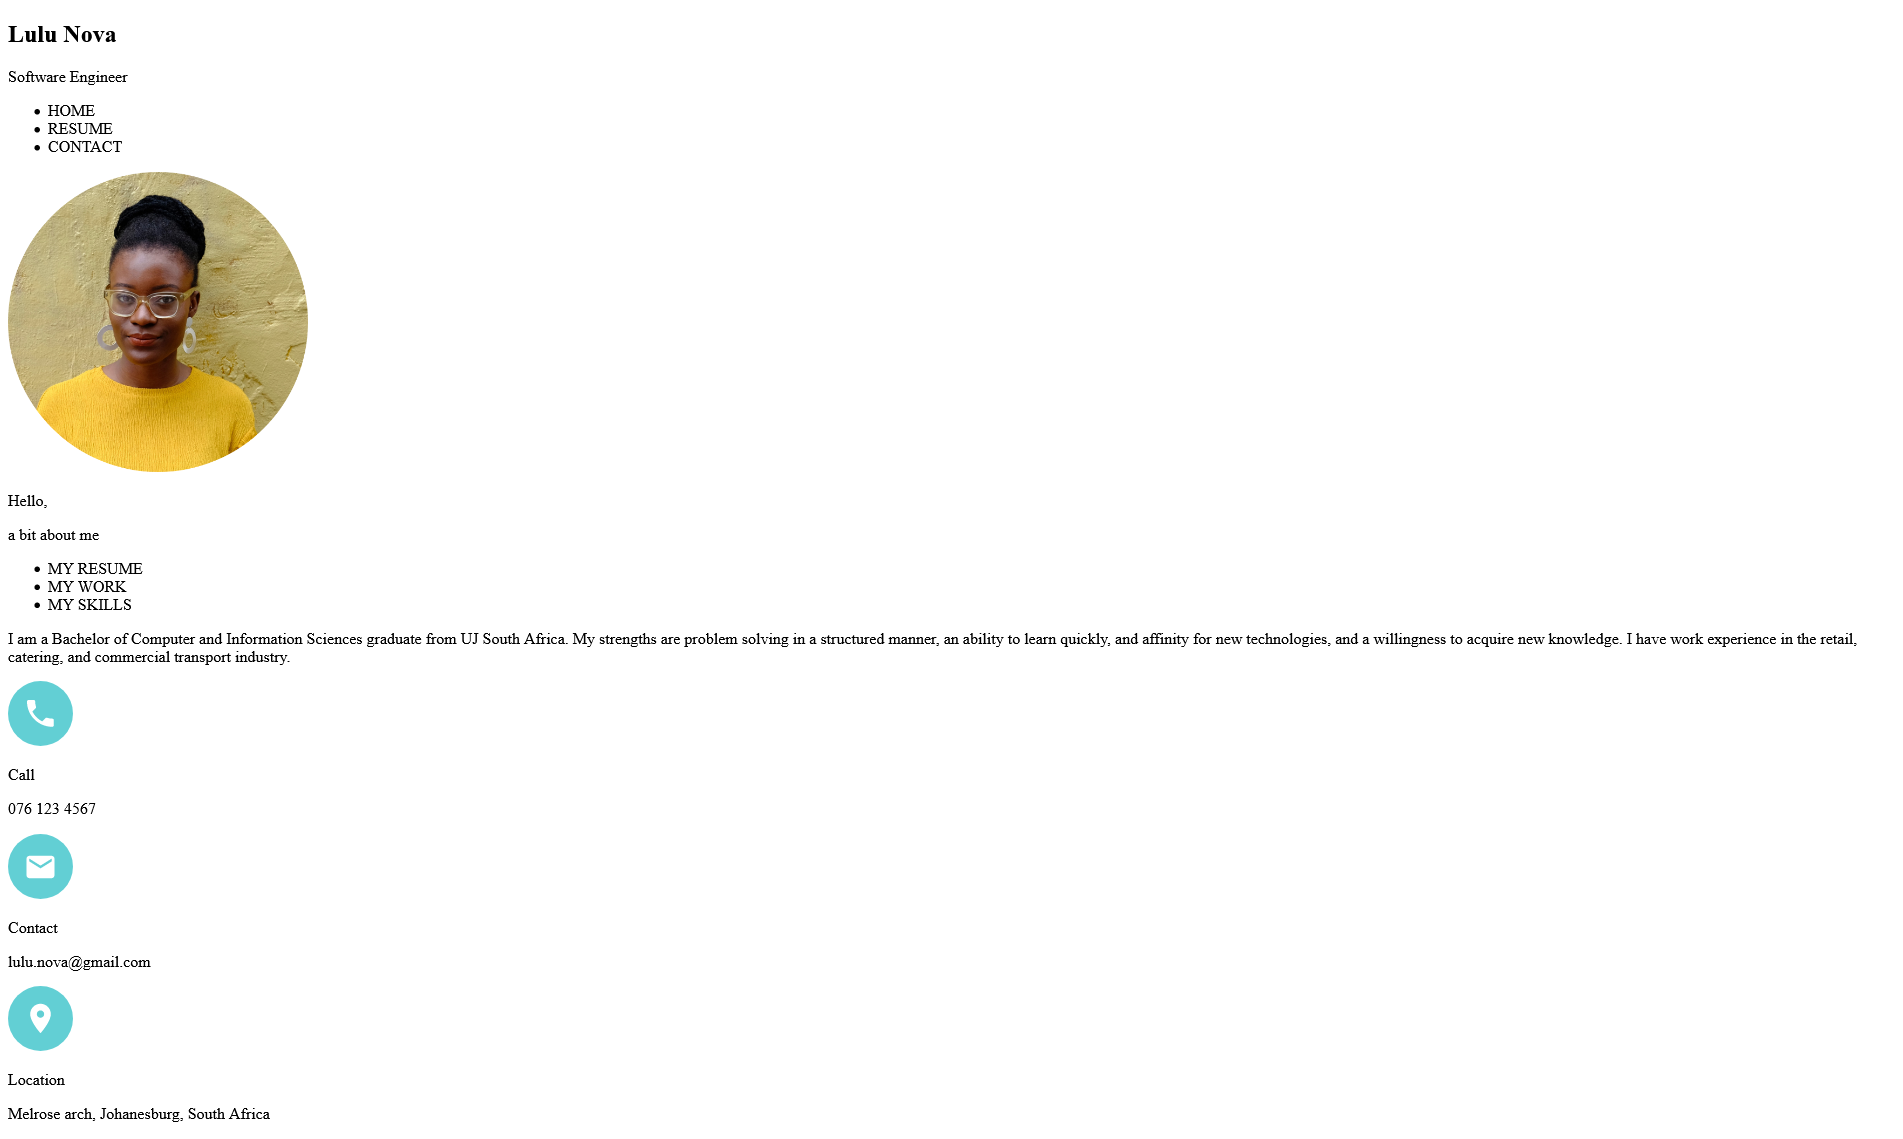 Lulu Nova
Software Engineer
HOME
RESUME
CONTACT
Hello,
a bit about me
MY RESUME
MY WORK
MY SKILLS
I am a Bachelor of Computer and Information Sciences graduate from UJ South Africa. My strengths are problem solving in a structured manner, an ability to learn quickly, and affinity for new technologies, and a willingness to acquire new knowledge. I have work experience in the retail,
catering, and commercial transport industry.
Call
076 123 4567
Contact
lulu.nova@gmail.com
Location
Melrose arch, Johanesburg, South Africa